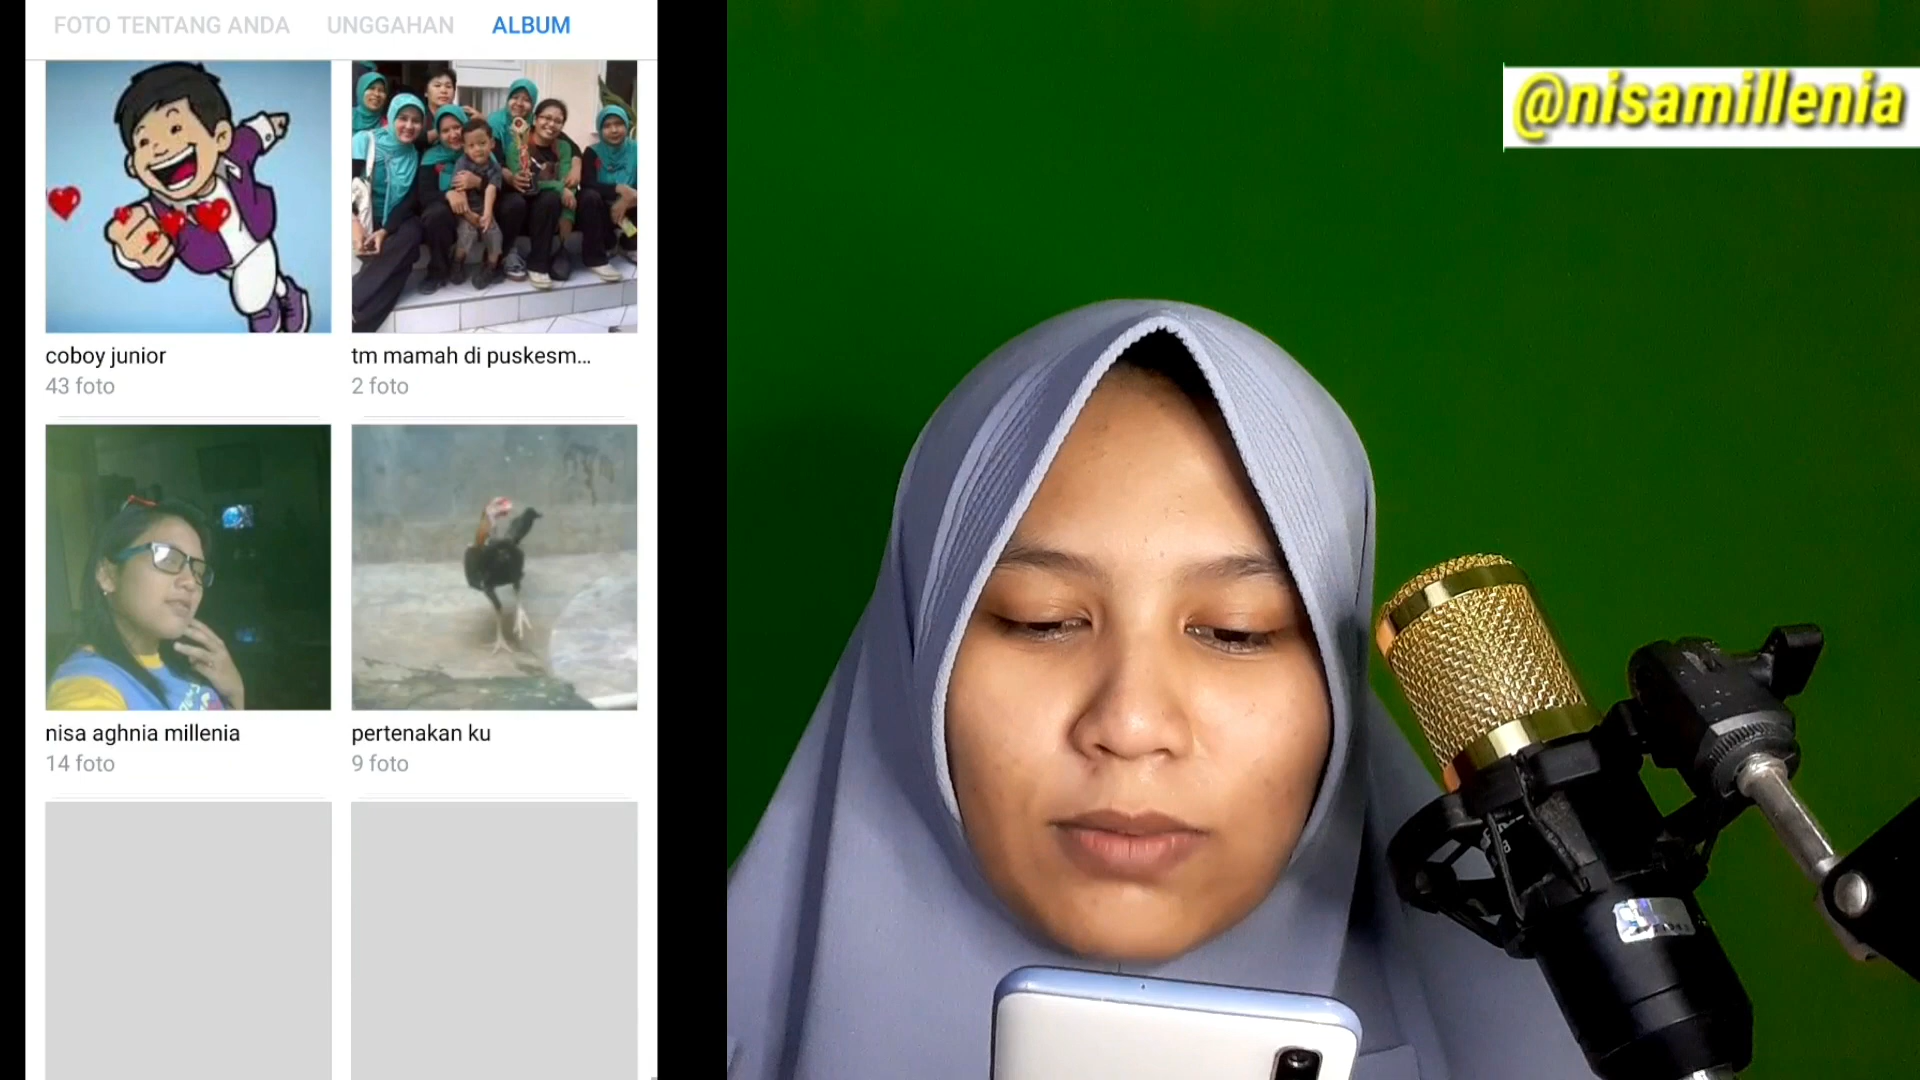 FOTO TENTANG ANDA UNGGAHAN ALBUM
@nisamillenia
coboy junior
43 foto
tm mamah di puskesm...
2 foto
nisa aghnia millenia
14 foto
pertenakan ku
9 foto